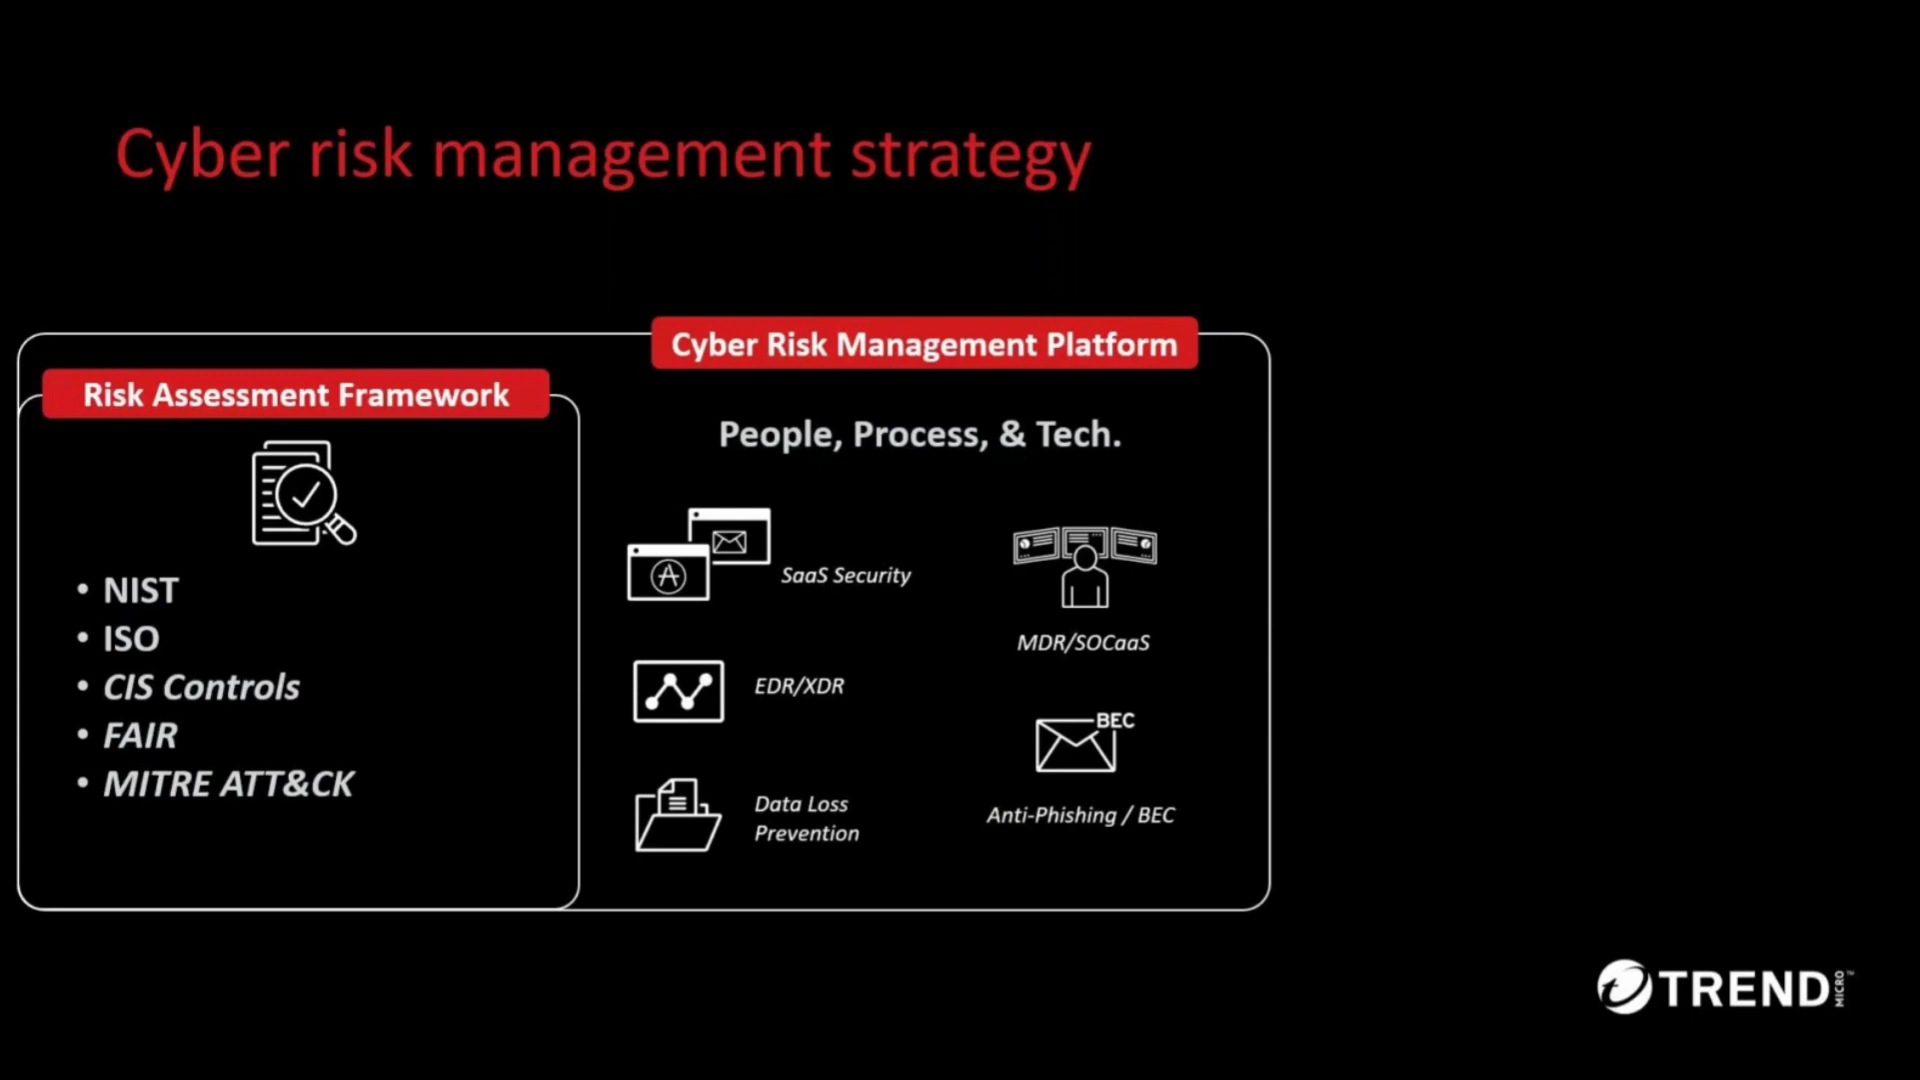 Cyber risk management strategy
Cyber Risk Management Platform
Risk Assessment Framework
• NIST
• ISO
• CIS Controls
• FAIR
• MITRE ATT&CK
People, Process, & Tech.
SaaS Security
MDR/SOCaaS
EDR/XDR
BEC
Data Loss
Prevention
Anti-Phishing / BEC
TREND MICRO™